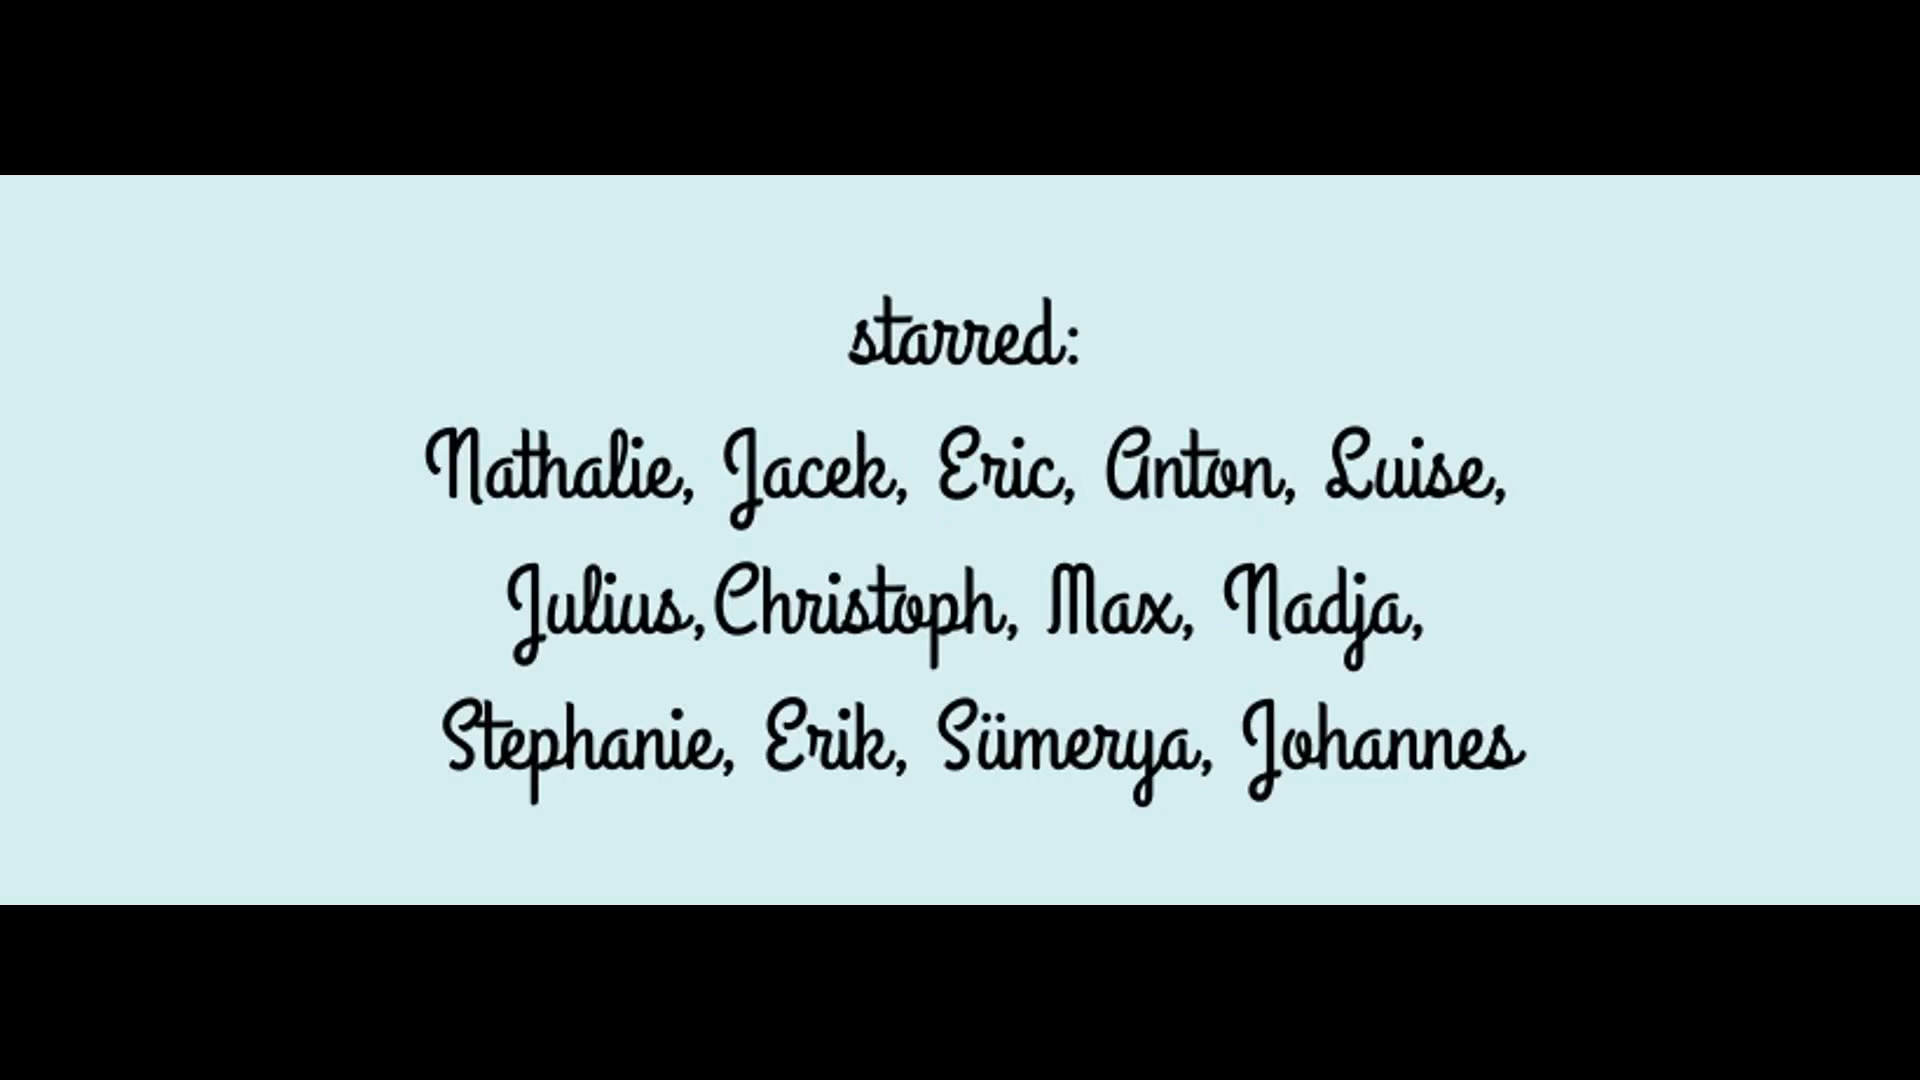 starred:
Nathalie, Jacek, Eric, Anton, Luise,
Julius,Christoph, Max, Nadja,
Stephanie, Erik, Sümerya, Johannes